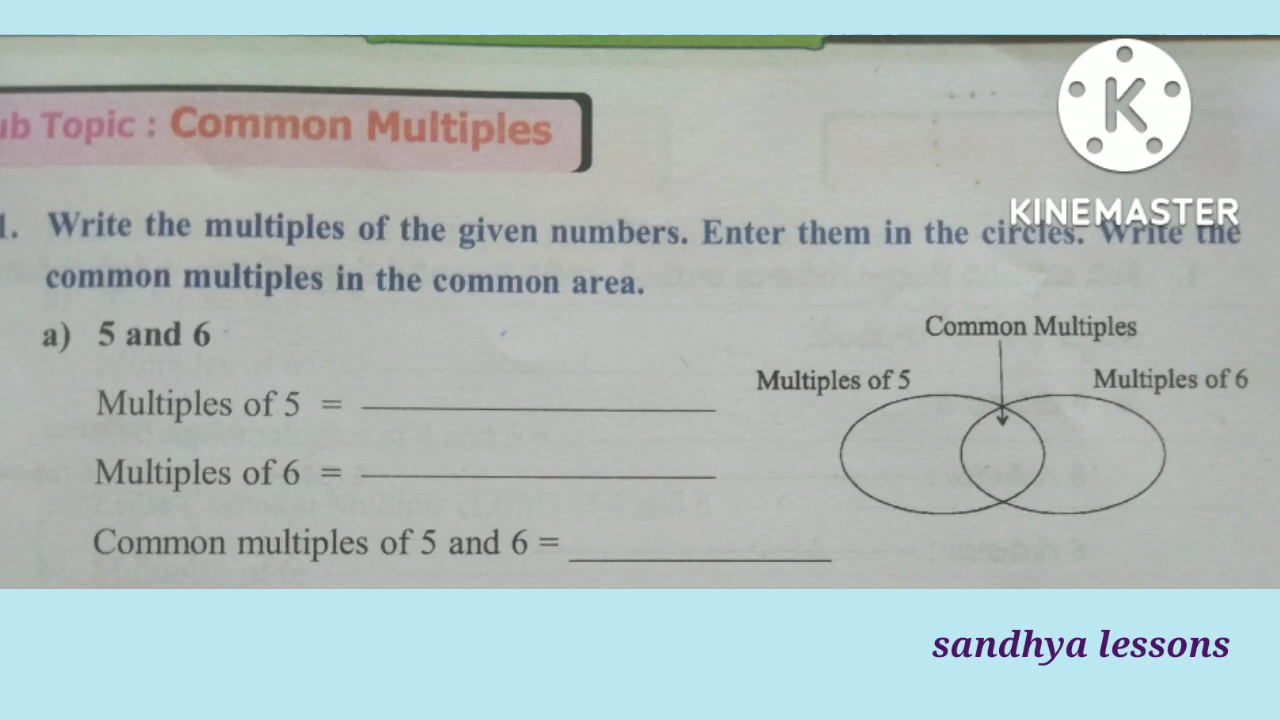 ub Topic : Common Multiples
K
KINEMASTER
1. Write the multiples of the given numbers. Enter them in the circles. Write the
common multiples in the common area.
a) 5 and 6
Common Multiples
Multiples of 5
Multiples of 6
Multiples of 5 =
Multiples of 6 =
Common multiples of 5 and 6 =
sandhya lessons